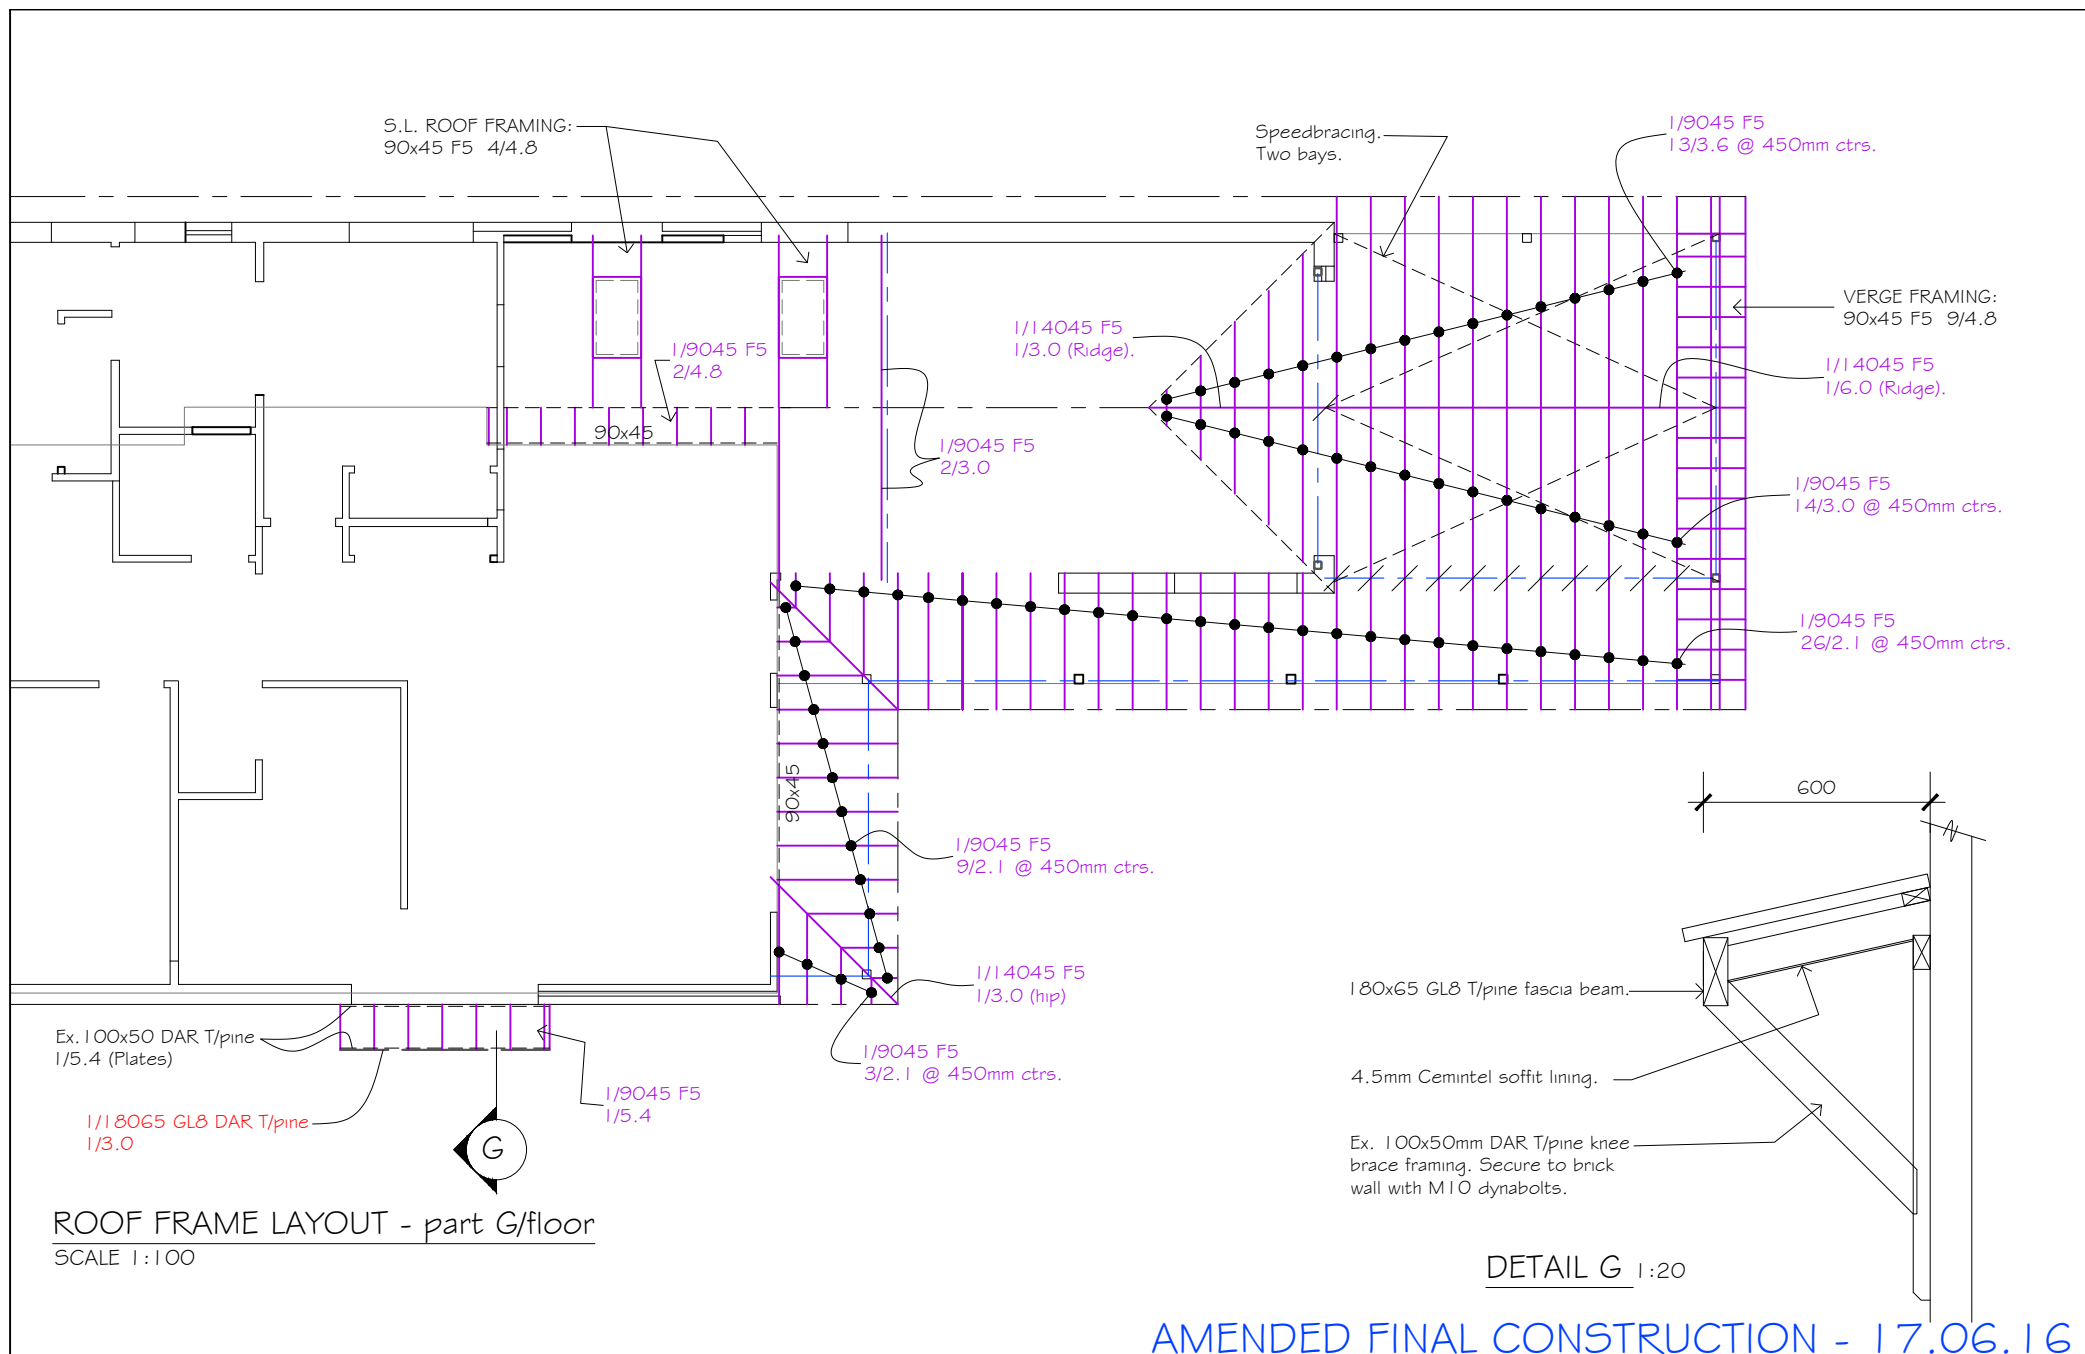 S.L. ROOF FRAMING:
90x45 F5 4/4.8
Speedbracing.
Two bays.
1/9045 F5
13/3.6 @ 450mm ctrs.
VERGE FRAMING:
90x45 F5 9/4.8
1/14045 F5
1/3.0 (Ridge).
1/9045 F5
2/4.8
1/14045 F5
1/6.0 (Ridge).
90x45
1/9045 F5
2/3.0
1/9045 F5
14/3.0 @ 450mm ctrs.
1/9045 F5
26/2.1 @ 450mm ctrs.
90x45
600
1/9045 F5
9/2.1 @ 450mm ctrs.
1/14045 F5
1/3.0 (hip)
180x65 GL8 T/pine fascia beam.
Ex. 100x50 DAR T/pine
1/5.4 (Plates)
1/9045 F5
3/2.1 @ 450mm ctrs.
4.5mm Cemintel soffit lining.
1/9045 F5
1/5.4
1/18065 GL8 DAR T/pine
1/3.0
G
Ex. 100x50mm DAR T/pine knee
brace framing. Secure to brick
wall with M10 dynabolts.
ROOF FRAME LAYOUT - part G/floor
SCALE 1:100
DETAIL G 1:20
AMENDED FINAL CONSTRUCTION - 17.06.16